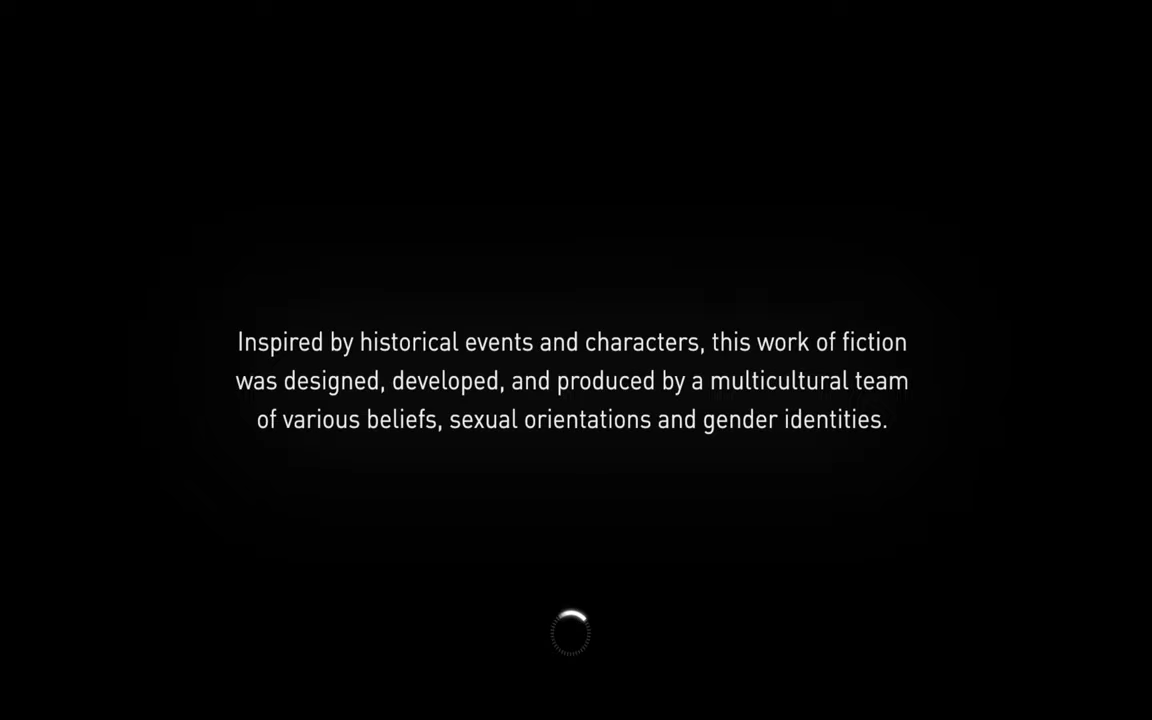 Inspired by historical events and characters, this work of fiction
was designed, developed, and produced by a multicultural team
of various beliefs, sexual orientations and gender identities.